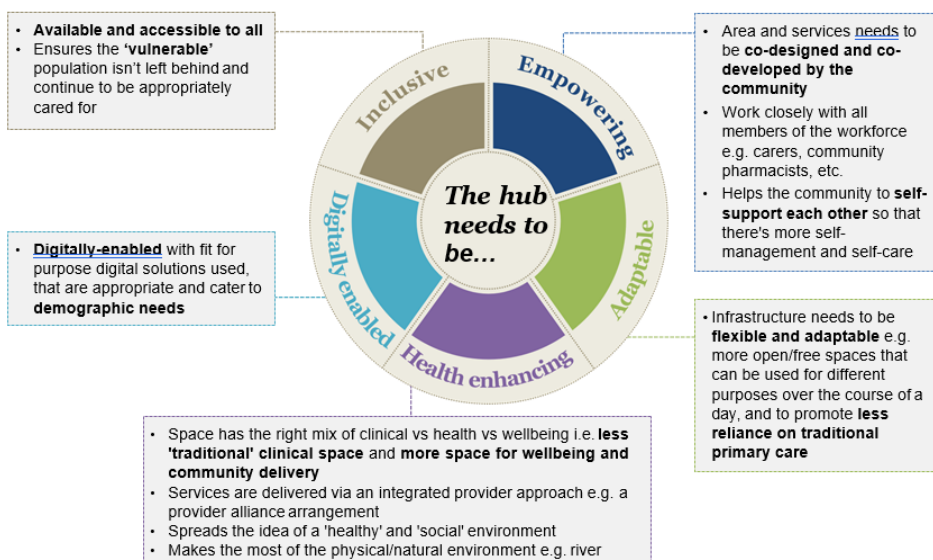 • Available and accessible to all
• Ensures the ‘vulnerable’
population isn’t left behind and
continue to be appropriately
cared for
• Digitally-enabled with fit for
purpose digital solutions used,
that are appropriate and cater to
demographic needs
Inclusive
Empowering
Digitally enabled
Adaptable
Health enhancing
The hub
needs to
be...
• Area and services needs to
be co-designed and co-
developed by the
community
• Work closely with all
members of the workforce
e.g. carers, community
pharmacists, etc.
• Helps the community to self-
support each other so that
there's more self-
management and self-care
• Infrastructure needs to be
flexible and adaptable e.g.
more open/free spaces that
can be used for different
purposes over the course of a
day, and to promote less
reliance on traditional
primary care
• Space has the right mix of clinical vs health vs wellbeing i.e. less
'traditional' clinical space and more space for wellbeing and
community delivery
• Services are delivered via an integrated provider approach e.g. a
provider alliance arrangement
• Spreads the idea of a 'healthy' and 'social' environment
• Makes the most of the physical/natural environment e.g. river